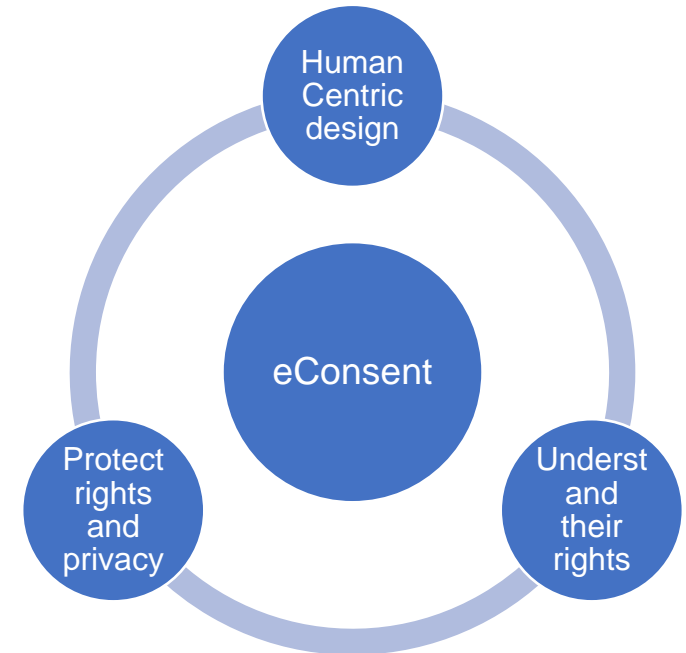 Human
Centric
design
eConsent
Protect
rights
and
privacy
Underst
and
their
rights